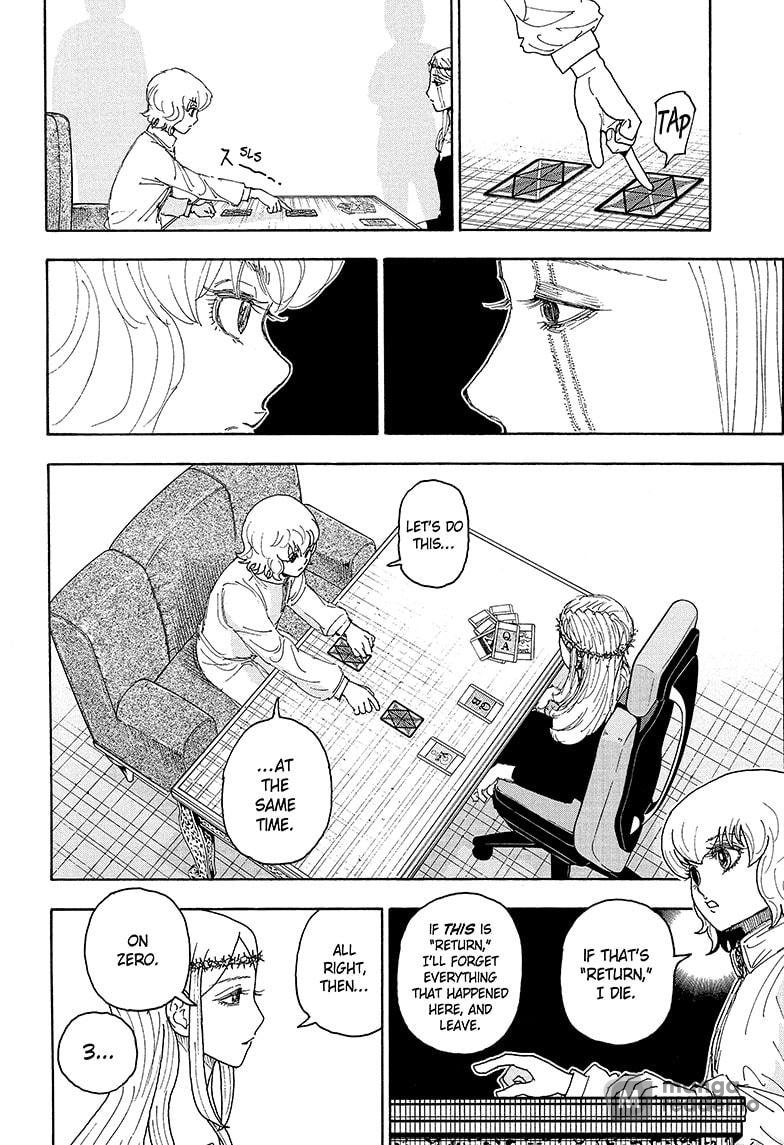 ス
SLS
TAP
LET'S DO
THIS...
Q
A
...AT
THE
SAME
TIME.
IF THAT'S
"RETURN,"
I DIE.
IF THIS IS
"RETURN,"
I'LL FORGET
EVERYTHING
THAT HAPPENED
HERE, AND
LEAVE.
ALL
RIGHT,
THEN...
ON
ZERO.
3...